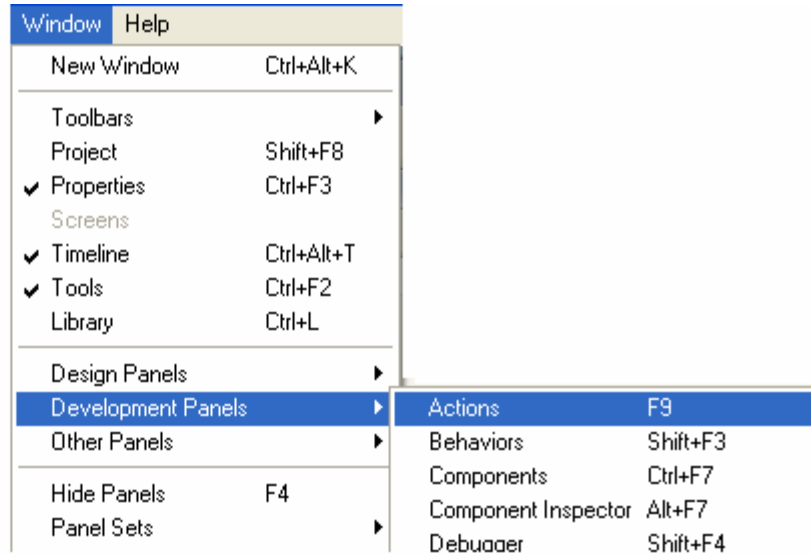 Window Help
New Window Ctrl+Alt+K
Toolbars
Project Shift+F8
Properties Ctrl+F3
Screens
Timeline Ctrl+Alt+T
Tools Ctrl+F2
Library Ctrl+L
Design Panels
Development Panels
Other Panels
Hide Panels F4
Panel Sets
Actions F9
Behaviors Shift+F3
Components Ctrl+F7
Component Inspector Alt+F7
Debugger Shift+F4